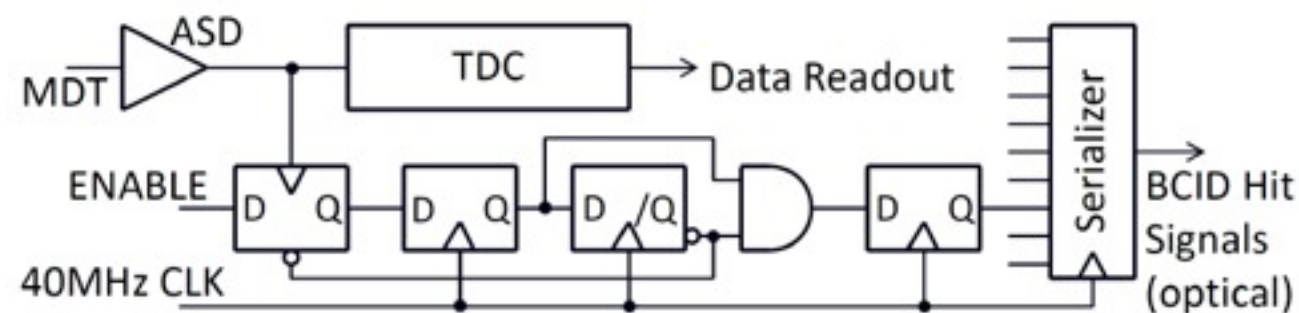 ASD
MDT
TDC
Data Readout
ENABLE
D Q
D Q
D /Q
D Q
Serializer
BCID Hit
Signals
(optical)
40MHz CLK